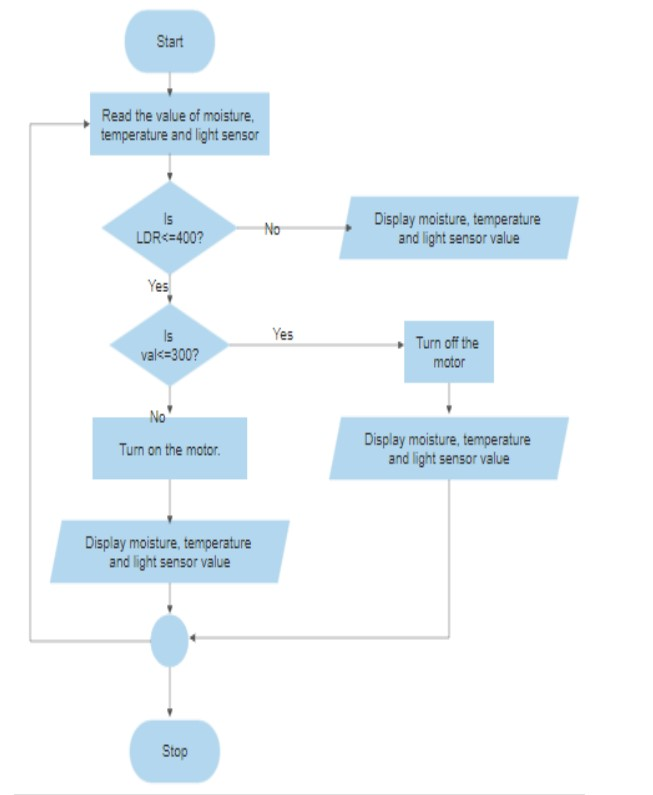 Start
Read the value of moisture,
temperature and light sensor
Is
LDR<=400?
No
Display moisture, temperature
and light sensor value
Yes
Is
val<=300?
Yes
Turn off the
motor
No
Turn on the motor.
Display moisture, temperature
and light sensor value
Display moisture, temperature
and light sensor value
Stop